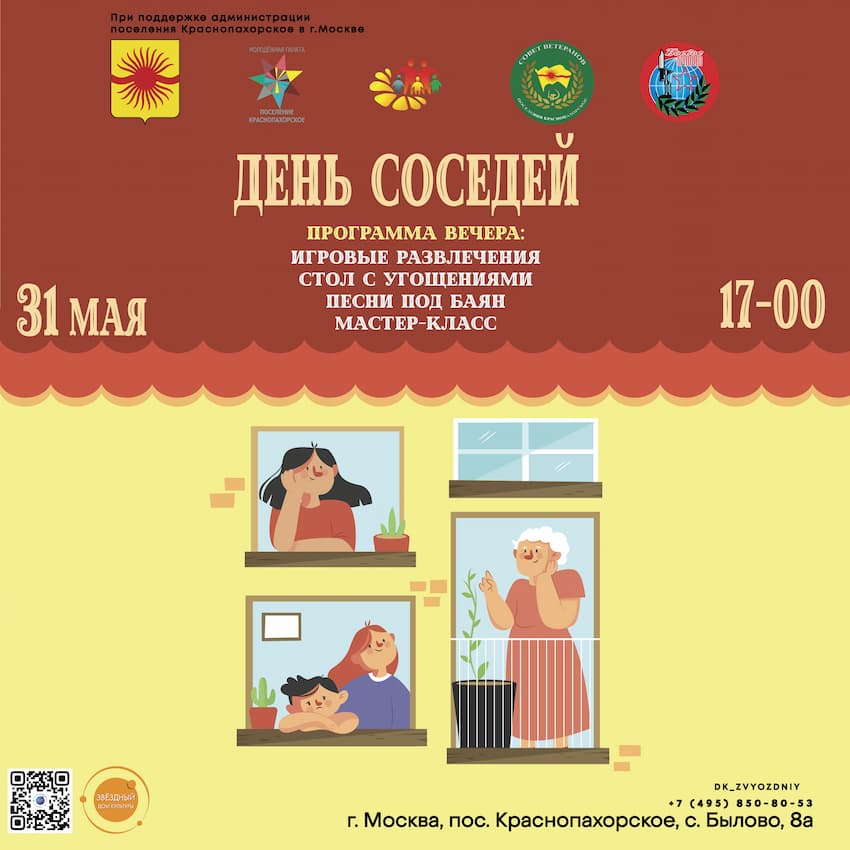 При поддержке администрации
поселения Краснопахорское в г.Москве
МОЛОДЁЖНАЯ ПАЛАТА
ПОСЕЛЕНИЕ
КРАСНОПАХОРСКОЕ
СОВЕТ ВЕТЕРАНОВ
ПОСЕЛЕНИЯ КРАСНОПАХОРСКОЕ
ДЕНЬ СОСЕДЕЙ
ПРОГРАММА ВЕЧЕРА:
ИГРОВЫЕ РАЗВЛЕЧЕНИЯ
СТОЛ С УГОЩЕНИЯМИ
ПЕСНИ ПОД БАЯН
МАСТЕР-КЛАСС
31 МАЯ
17-00
ЗВЁЗДНЫЙ
ДОМ КУЛЬТУРЫ
DK_ZVYOZDNIY
+7 (495) 850-80-53
г. Москва, пос. Краснопахорское, с. Былово, 8а